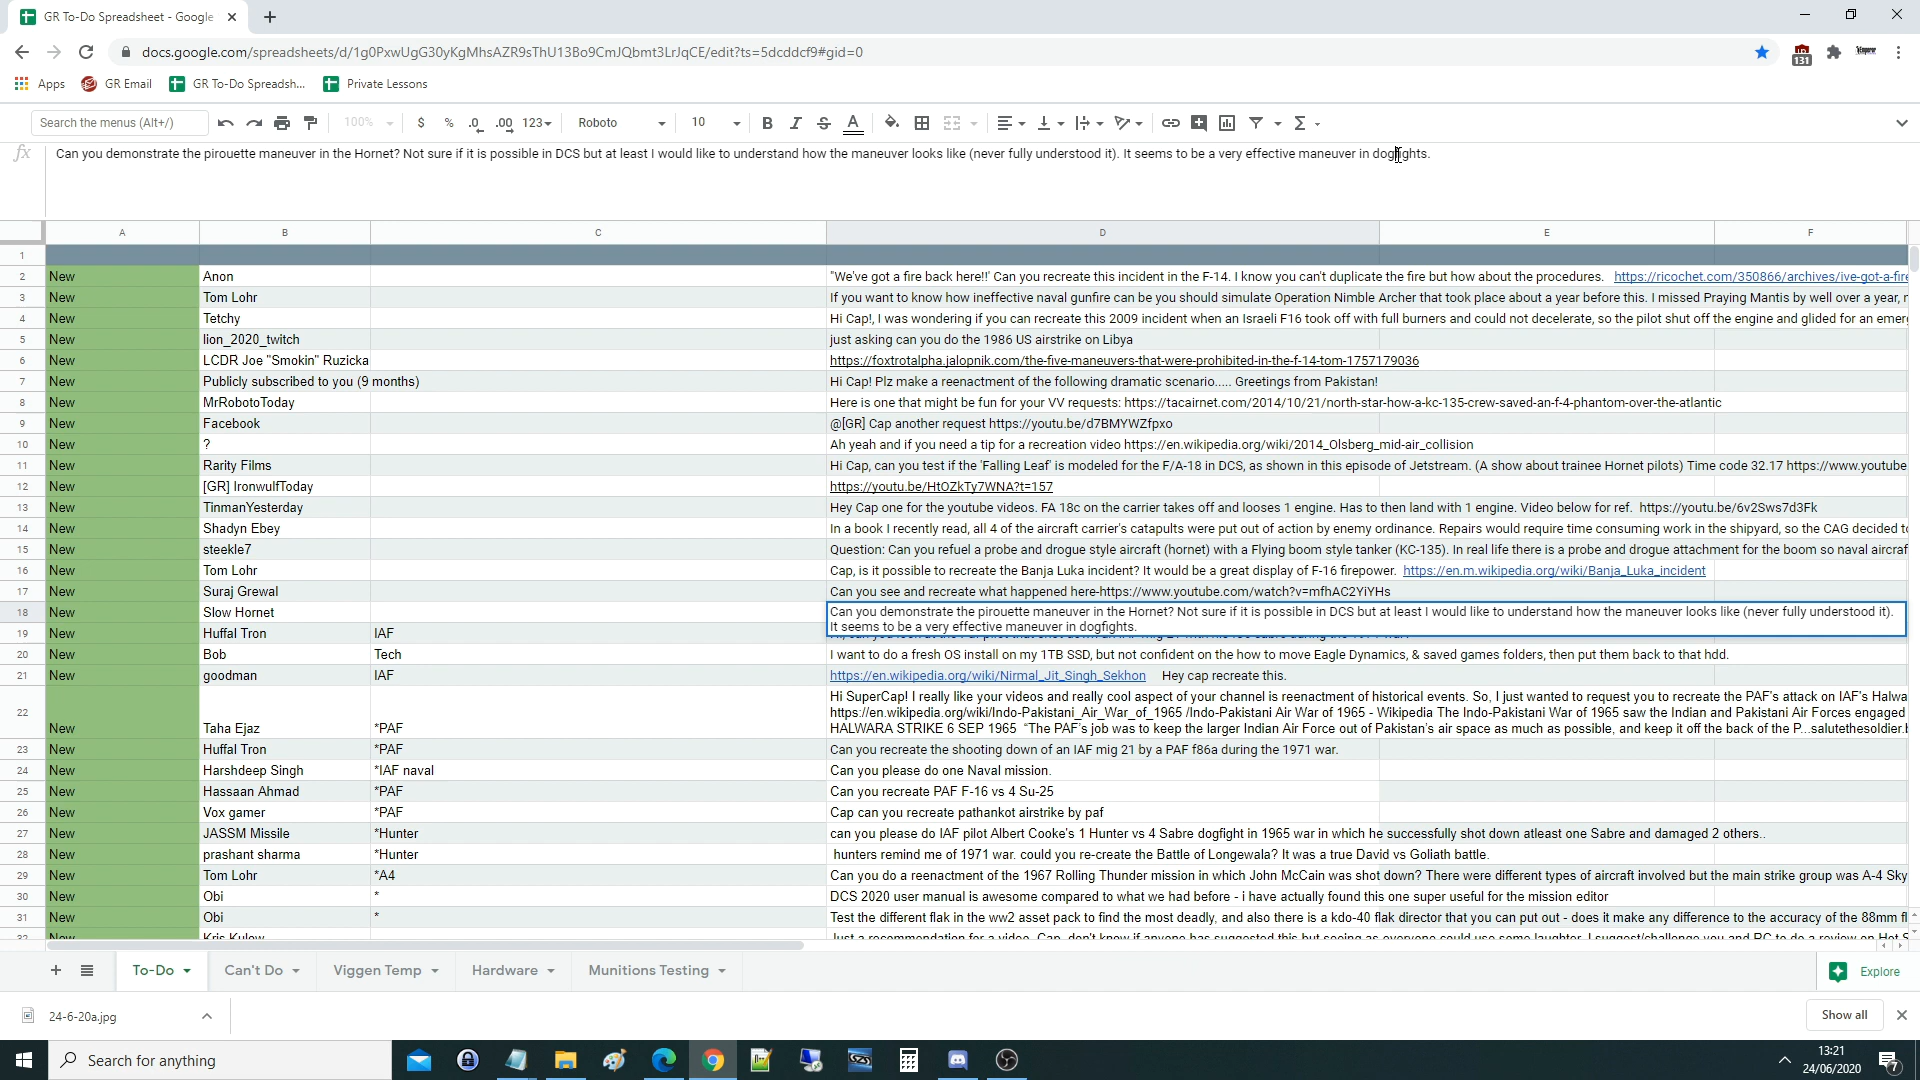 GR To-Do Spreadsheet - Google
docs.google.com/spreadsheets/d/1g0PxwUgG30yKgMhsAZR9sThU13Bo9CmJQbmt3LrJqCE/edit?ts=5dcddcf9#gid=0
131
Apps GR Email GR To-Do Spreadsh... Private Lessons
Search the menus (Alt+/) 100% $ % .0 .00 123 Roboto 10 B I S A
fx Can you demonstrate the pirouette maneuver in the Hornet? Not sure if it is possible in DCS but at least I would like to understand how the maneuver looks like (never fully understood it). It seems to be a very effective maneuver in dogfights.
A B C D E F
1
2 New Anon "We've got a fire back here!!' Can you recreate this incident in the F-14. I know you can't duplicate the fire but how about the procedures. https://ricochet.com/350866/archives/ive-got-a-fire
3 New Tom Lohr If you want to know how ineffective naval gunfire can be you should simulate Operation Nimble Archer that took place about a year before this. I missed Praying Mantis by well over a year,
4 New Tetchy Hi Cap!, I was wondering if you can recreate this 2009 incident when an Israeli F16 took off with full burners and could not decelerate, so the pilot shut off the engine and glided for an emer
5 New lion_2020_twitch just asking can you do the 1986 US airstrike on Libya
6 New LCDR Joe "Smokin" Ruzicka https://foxtrotalpha.jalopnik.com/the-five-maneuvers-that-were-prohibited-in-the-f-14-tom-1757179036
7 New Publicly subscribed to you (9 months) Hi Cap! Plz make a reenactment of the following dramatic scenario..... Greetings from Pakistan!
8 New MrRobotoToday Here is one that might be fun for your VV requests: https://tacairnet.com/2014/10/21/north-star-how-a-kc-135-crew-saved-an-f-4-phantom-over-the-atlantic
9 New Facebook @[GR] Cap another request https://youtu.be/d7BMYWZfpxo
10 New ? Ah yeah and if you need a tip for a recreation video https://en.wikipedia.org/wiki/2014_Olsberg_mid-air_collision
11 New Rarity Films Hi Cap, can you test if the 'Falling Leaf' is modeled for the F/A-18 in DCS, as shown in this episode of Jetstream. (A show about trainee Hornet pilots) Time code 32.17 https://www.youtube
12 New [GR] IronwulfToday https://youtu.be/HtOZkTy7WNA?t=157
13 New TinmanYesterday Hey Cap one for the youtube videos. FA 18c on the carrier takes off and looses 1 engine. Has to then land with 1 engine. Video below for ref. https://youtu.be/6v2Sws7d3Fk
14 New Shadyn Ebey In a book I recently read, all 4 of the aircraft carrier's catapults were put out of action by enemy ordinance. Repairs would require time consuming work in the shipyard, so the CAG decided t
15 New steekle7 Question: Can you refuel a probe and drogue style aircraft (hornet) with a Flying boom style tanker (KC-135). In real life there is a probe and drogue attachment for the boom so naval aircraf
16 New Tom Lohr Cap, is it possible to recreate the Banja Luka incident? It would be a great display of F-16 firepower. https://en.m.wikipedia.org/wiki/Banja_Luka_incident
17 New Suraj Grewal Can you see and recreate what happened here-https://www.youtube.com/watch?v=mfhAC2YiYHs
18 New Slow Hornet Can you demonstrate the pirouette maneuver in the Hornet? Not sure if it is possible in DCS but at least I would like to understand how the maneuver looks like (never fully understood it).
It seems to be a very effective maneuver in dogfights.
19 New Huffal Tron IAF
20 New Bob Tech I want to do a fresh OS install on my 1TB SSD, but not confident on the how to move Eagle Dynamics, & saved games folders, then put them back to that hdd.
21 New goodman IAF https://en.wikipedia.org/wiki/Nirmal_Jit_Singh_Sekhon Hey cap recreate this.
Hi SuperCap! I really like your videos and really cool aspect of your channel is reenactment of historical events. So, I just wanted to request you to recreate the PAF's attack on IAF's Halwa
22 https://en.wikipedia.org/wiki/Indo-Pakistani_Air_War_of_1965 /Indo-Pakistani Air War of 1965 - Wikipedia The Indo-Pakistani War of 1965 saw the Indian and Pakistani Air Forces engaged
New Taha Ejaz *PAF HALWARA STRIKE 6 SEP 1965 “The PAF's job was to keep the larger Indian Air Force out of Pakistan's air space as much as possible, and keep it off the back of the P...salutethesoldier.
23 New Huffal Tron *PAF Can you recreate the shooting down of an IAF mig 21 by a PAF f86a during the 1971 war.
24 New Harshdeep Singh *IAF naval Can you please do one Naval mission.
25 New Hassaan Ahmad *PAF Can you recreate PAF F-16 vs 4 Su-25
26 New Vox gamer *PAF Cap can you recreate pathankot airstrike by paf
27 New JASSM Missile *Hunter can you please do IAF pilot Albert Cooke's 1 Hunter vs 4 Sabre dogfight in 1965 war in which he successfully shot down atleast one Sabre and damaged 2 others..
28 New prashant sharma *Hunter hunters remind me of 1971 war. could you re-create the Battle of Longewala? It was a true David vs Goliath battle.
29 New Tom Lohr *A4 Can you do a reenactment of the 1967 Rolling Thunder mission in which John McCain was shot down? There were different types of aircraft involved but the main strike group was A-4 Sky
30 New Obi * DCS 2020 user manual is awesome compared to what we had before - i have actually found this one super useful for the mission editor
31 New Obi * Test the different flak in the ww2 asset pack to find the most deadly, and also there is a kdo-40 flak director that you can put out - does it make any difference to the accuracy of the 88mm
To-Do Can't Do Viggen Temp Hardware Munitions Testing Explore
24-6-20a.jpg Show all
Search for anything
13:21
24/06/2020
7